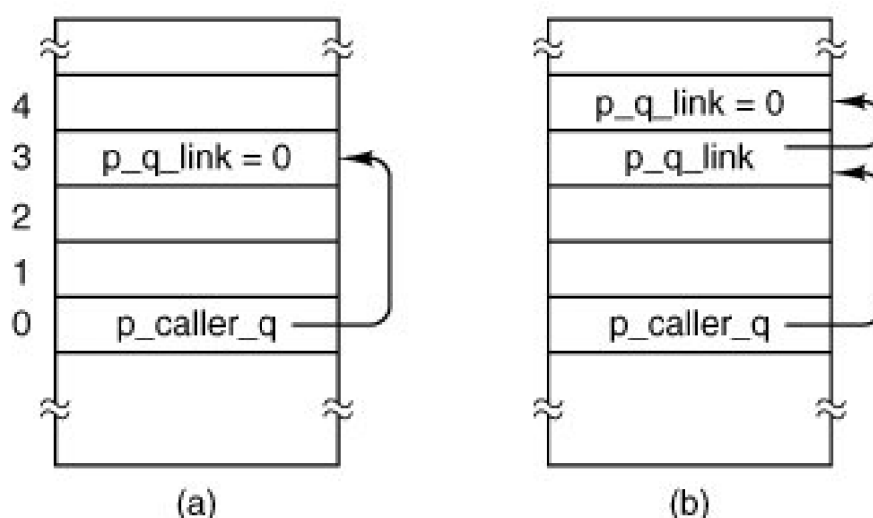 4
p_q_link = 0
3
p_q_link = 0
p_q_link
2
1
0
p_caller_q
p_caller_q
(a)
(b)